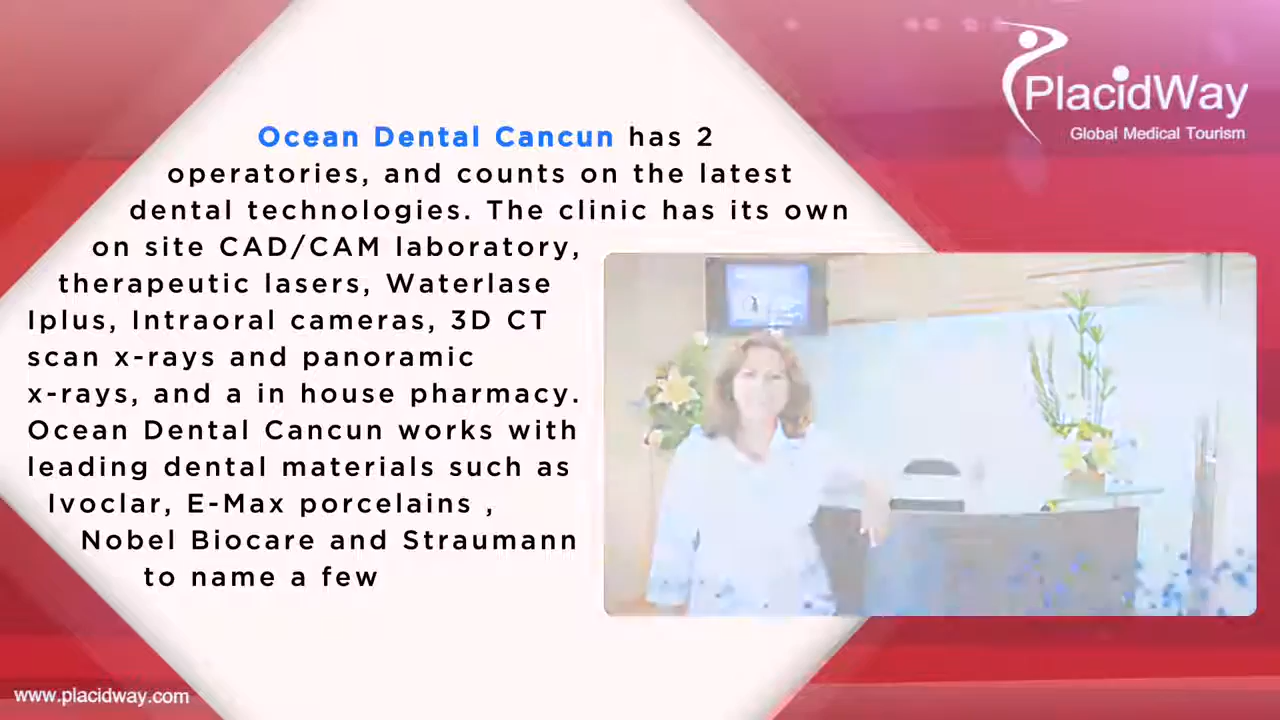 PlacidWay
Global Medical Tourism
Ocean Dental Cancun has 2
operatories, and counts on the latest
dental technologies. The clinic has its own
on site CAD/CAM laboratory,
therapeutic lasers, Waterlase
Iplus, Intraoral cameras, 3D CT
scan x-rays and panoramic
x-rays, and a in house pharmacy.
Ocean Dental Cancun works with
leading dental materials such as
Ivoclar, E-Max porcelains ,
Nobel Biocare and Straumann
to name a few
www.placidway.com